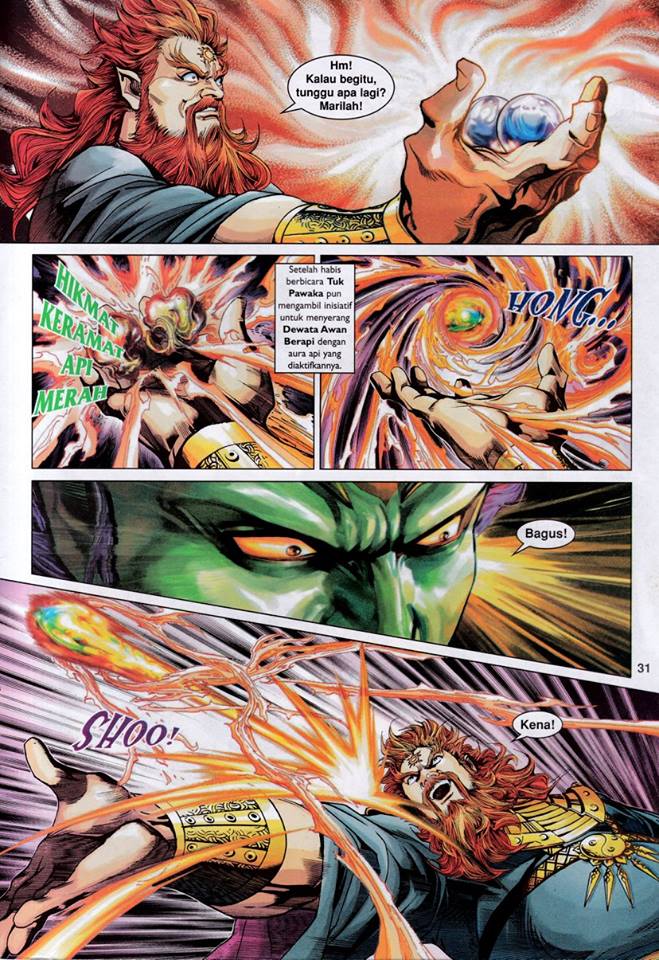 Hm!
Kalau begitu,
tunggu apa lagi?
Marilah!
HIKMAT
KERAMAT
API
MERAH
Setelah habis
berbicara Tuk
Pawaka pun
mengambil inisiatif
untuk menyerang
Dewata Awan
Berapi dengan
aura api yang
diaktifkannya.
HONG...
Bagus!
31
SHOO!
Kena!